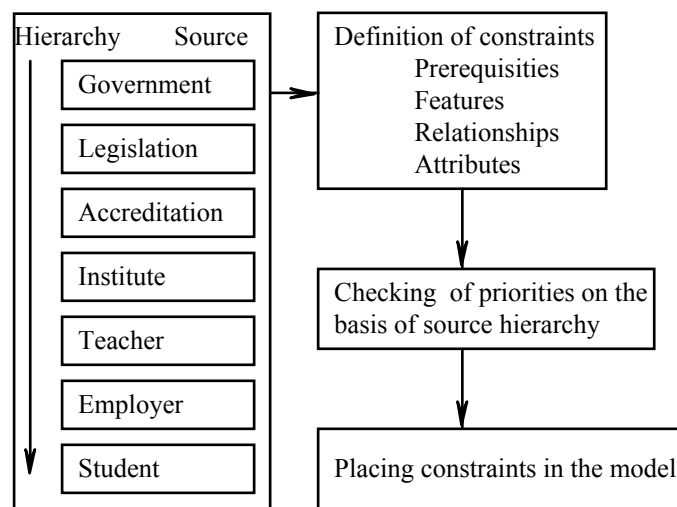 Hierarchy Source
Government
Legislation
Accreditation
Institute
Teacher
Employer
Student
Definition of constraints
Prerequisities
Features
Relationships
Attributes
Checking of priorities on the
basis of source hierarchy
Placing constraints in the model